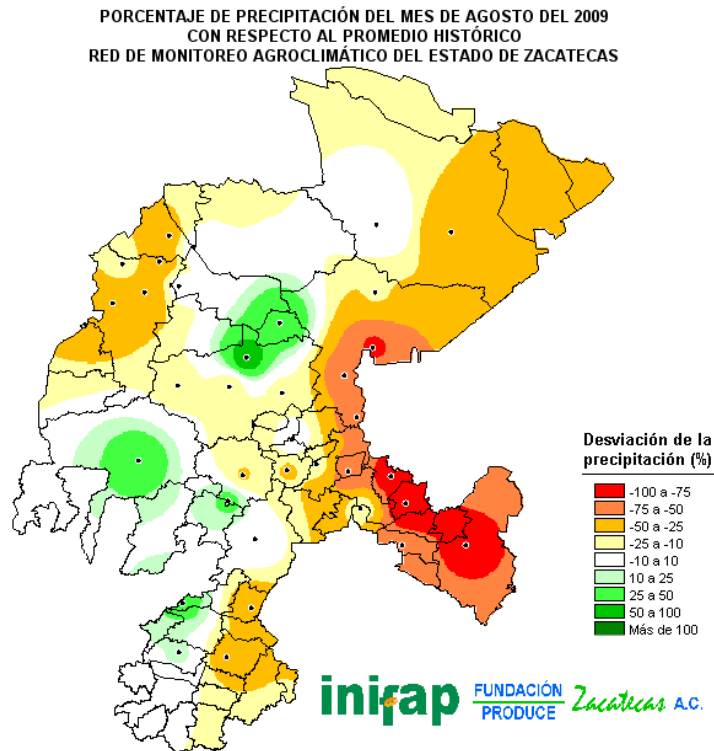 PORCENTAJE DE PRECIPITACIÓN DEL MES DE AGOSTO DEL 2009
CON RESPECTO AL PROMEDIO HISTÓRICO
RED DE MONITOREO AGROCLIMÁTICO DEL ESTADO DE ZACATECAS
Desviación de la
precipitación (%)
-100 a -75
-75 a -50
-50 a -25
-25 a -10
-10 a 10
10 a 25
25 a 50
50 a 100
Más de 100
inifap
FUNDACIÓN
PRODUCE
Zacatecas A.C.